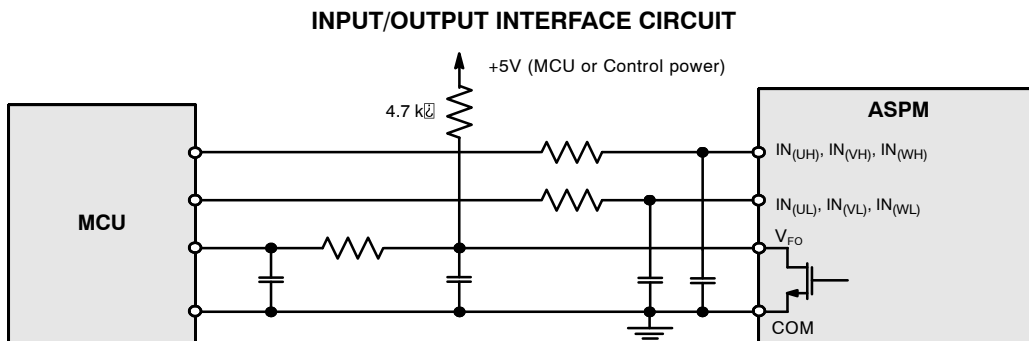 INPUT/OUTPUT INTERFACE CIRCUIT
+5V (MCU or Control power)
4.7 k
ASPM
IN(UH), IN(VH), IN(WH)
MCU
IN(UL), IN(VL), IN(WL)
VFO
COM